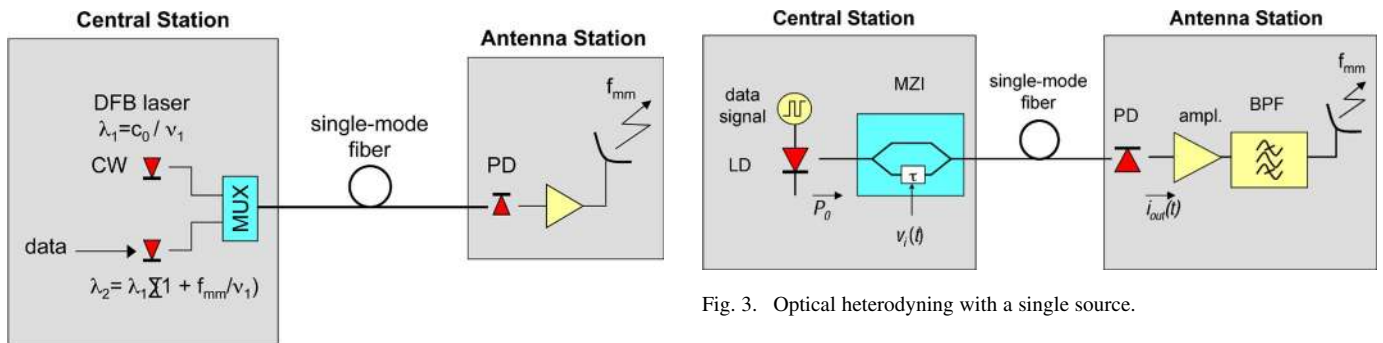 Central Station
Antenna Station
DFB laser
λ₁=c₀ / ν₁
CW
MUX
data
λ₂= λ₁ (1 + fmm/ν₁)
single-mode
fiber
PD
fmm
Central Station
Antenna Station
data
signal
LD
P₀
MZI
τ
vᵢ(t)
single-mode
fiber
PD
iout(t)
ampl.
BPF
fmm
Fig. 3. Optical heterodyning with a single source.